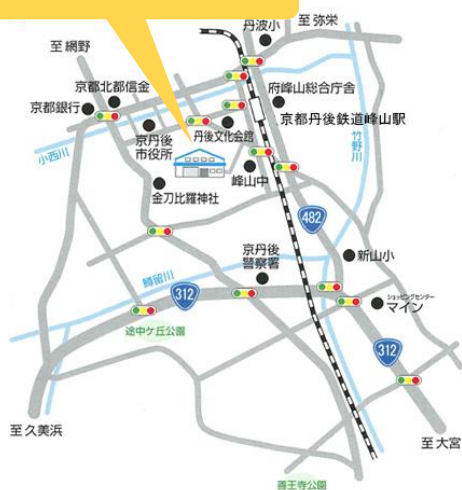 丹波小
至 弥栄
至 網野
京都北都信金
京都銀行
府峰山総合庁舎
京都丹後鉄道峰山駅
丹後文化会館
京丹後
市役所
小西川
竹野川
峰山中
金刀比羅神社
482
京丹後
警察署
新山小
鱒留川
312
ショッピングセンター
マイン
途中ケ丘公園
312
至 久美浜
至 大宮
善王寺公園